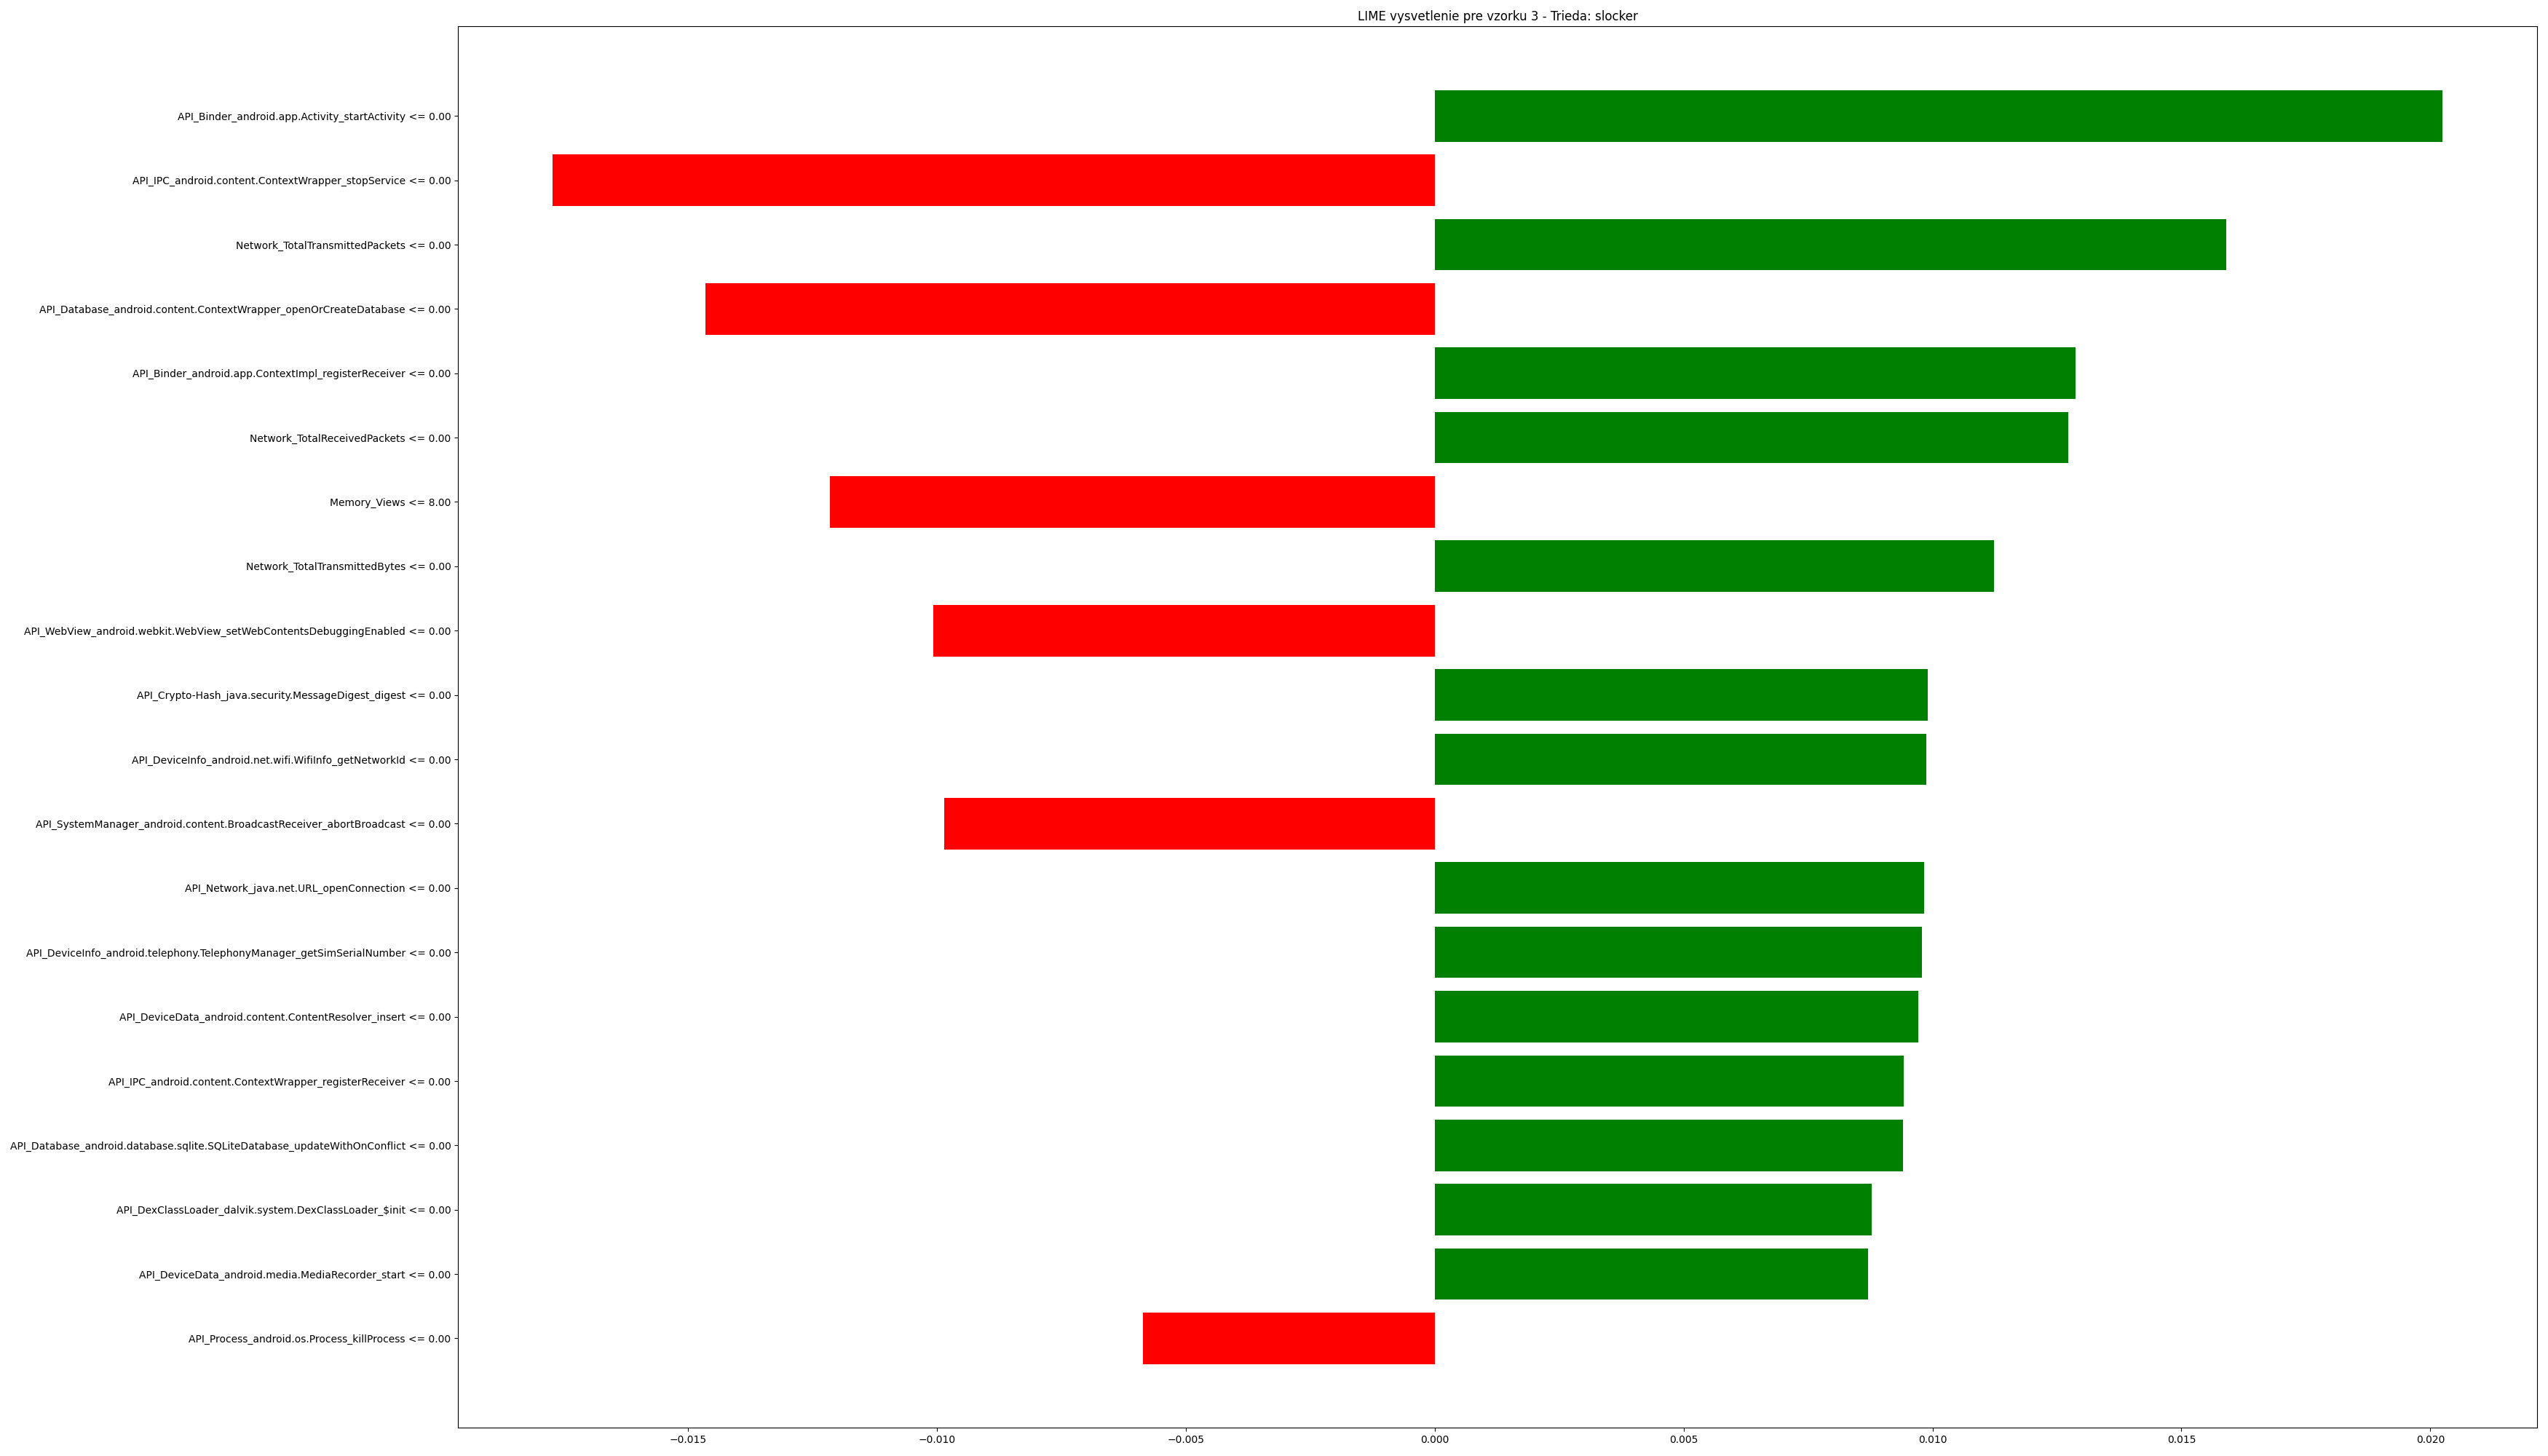 LIME vysvetlenie pre vzorku 3 - Trieda: slocker
API_Binder_android.app.Activity_startActivity <= 0.00
API_IPC_android.content.ContextWrapper_stopService <= 0.00
Network_TotalTransmittedPackets <= 0.00
API_Database_android.content.ContextWrapper_openOrCreateDatabase <= 0.00
API_Binder_android.app.ContextImpl_registerReceiver <= 0.00
Network_TotalReceivedPackets <= 0.00
Memory_Views <= 8.00
Network_TotalTransmittedBytes <= 0.00
API_WebView_android.webkit.WebView_setWebContentsDebuggingEnabled <= 0.00
API_Crypto-Hash_java.security.MessageDigest_digest <= 0.00
API_DeviceInfo_android.net.wifi.WifiInfo_getNetworkId <= 0.00
API_SystemManager_android.content.BroadcastReceiver_abortBroadcast <= 0.00
API_Network_java.net.URL_openConnection <= 0.00
API_DeviceInfo_android.telephony.TelephonyManager_getSimSerialNumber <= 0.00
API_DeviceData_android.content.ContentResolver_insert <= 0.00
API_IPC_android.content.ContextWrapper_registerReceiver <= 0.00
API_Database_android.database.sqlite.SQLiteDatabase_updateWithOnConflict <= 0.00
API_DexClassLoader_dalvik.system.DexClassLoader_$init <= 0.00
API_DeviceData_android.media.MediaRecorder_start <= 0.00
API_Process_android.os.Process_killProcess <= 0.00
−0.015 −0.010 −0.005 0.000 0.005 0.010 0.015 0.020